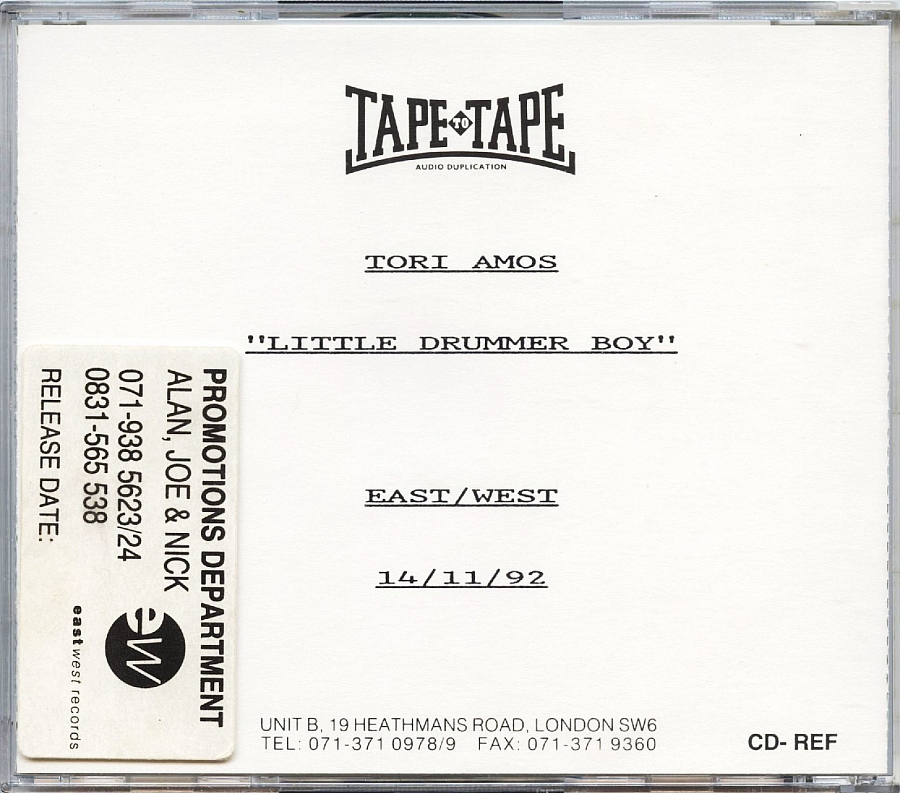 TAPE TO TAPE
AUDIO DUPLICATION
TORI AMOS
"LITTLE DRUMMER BOY"
EAST/WEST
14/11/92
PROMOTIONS DEPARTMENT
ALAN, JOE & NICK
071-938 5623/24
0831-565 538
RELEASE DATE:
ew
eastwest records
UNIT B, 19 HEATHMANS ROAD, LONDON SW6
TEL: 071-371 0978/9 FAX: 071-371 9360
CD- REF